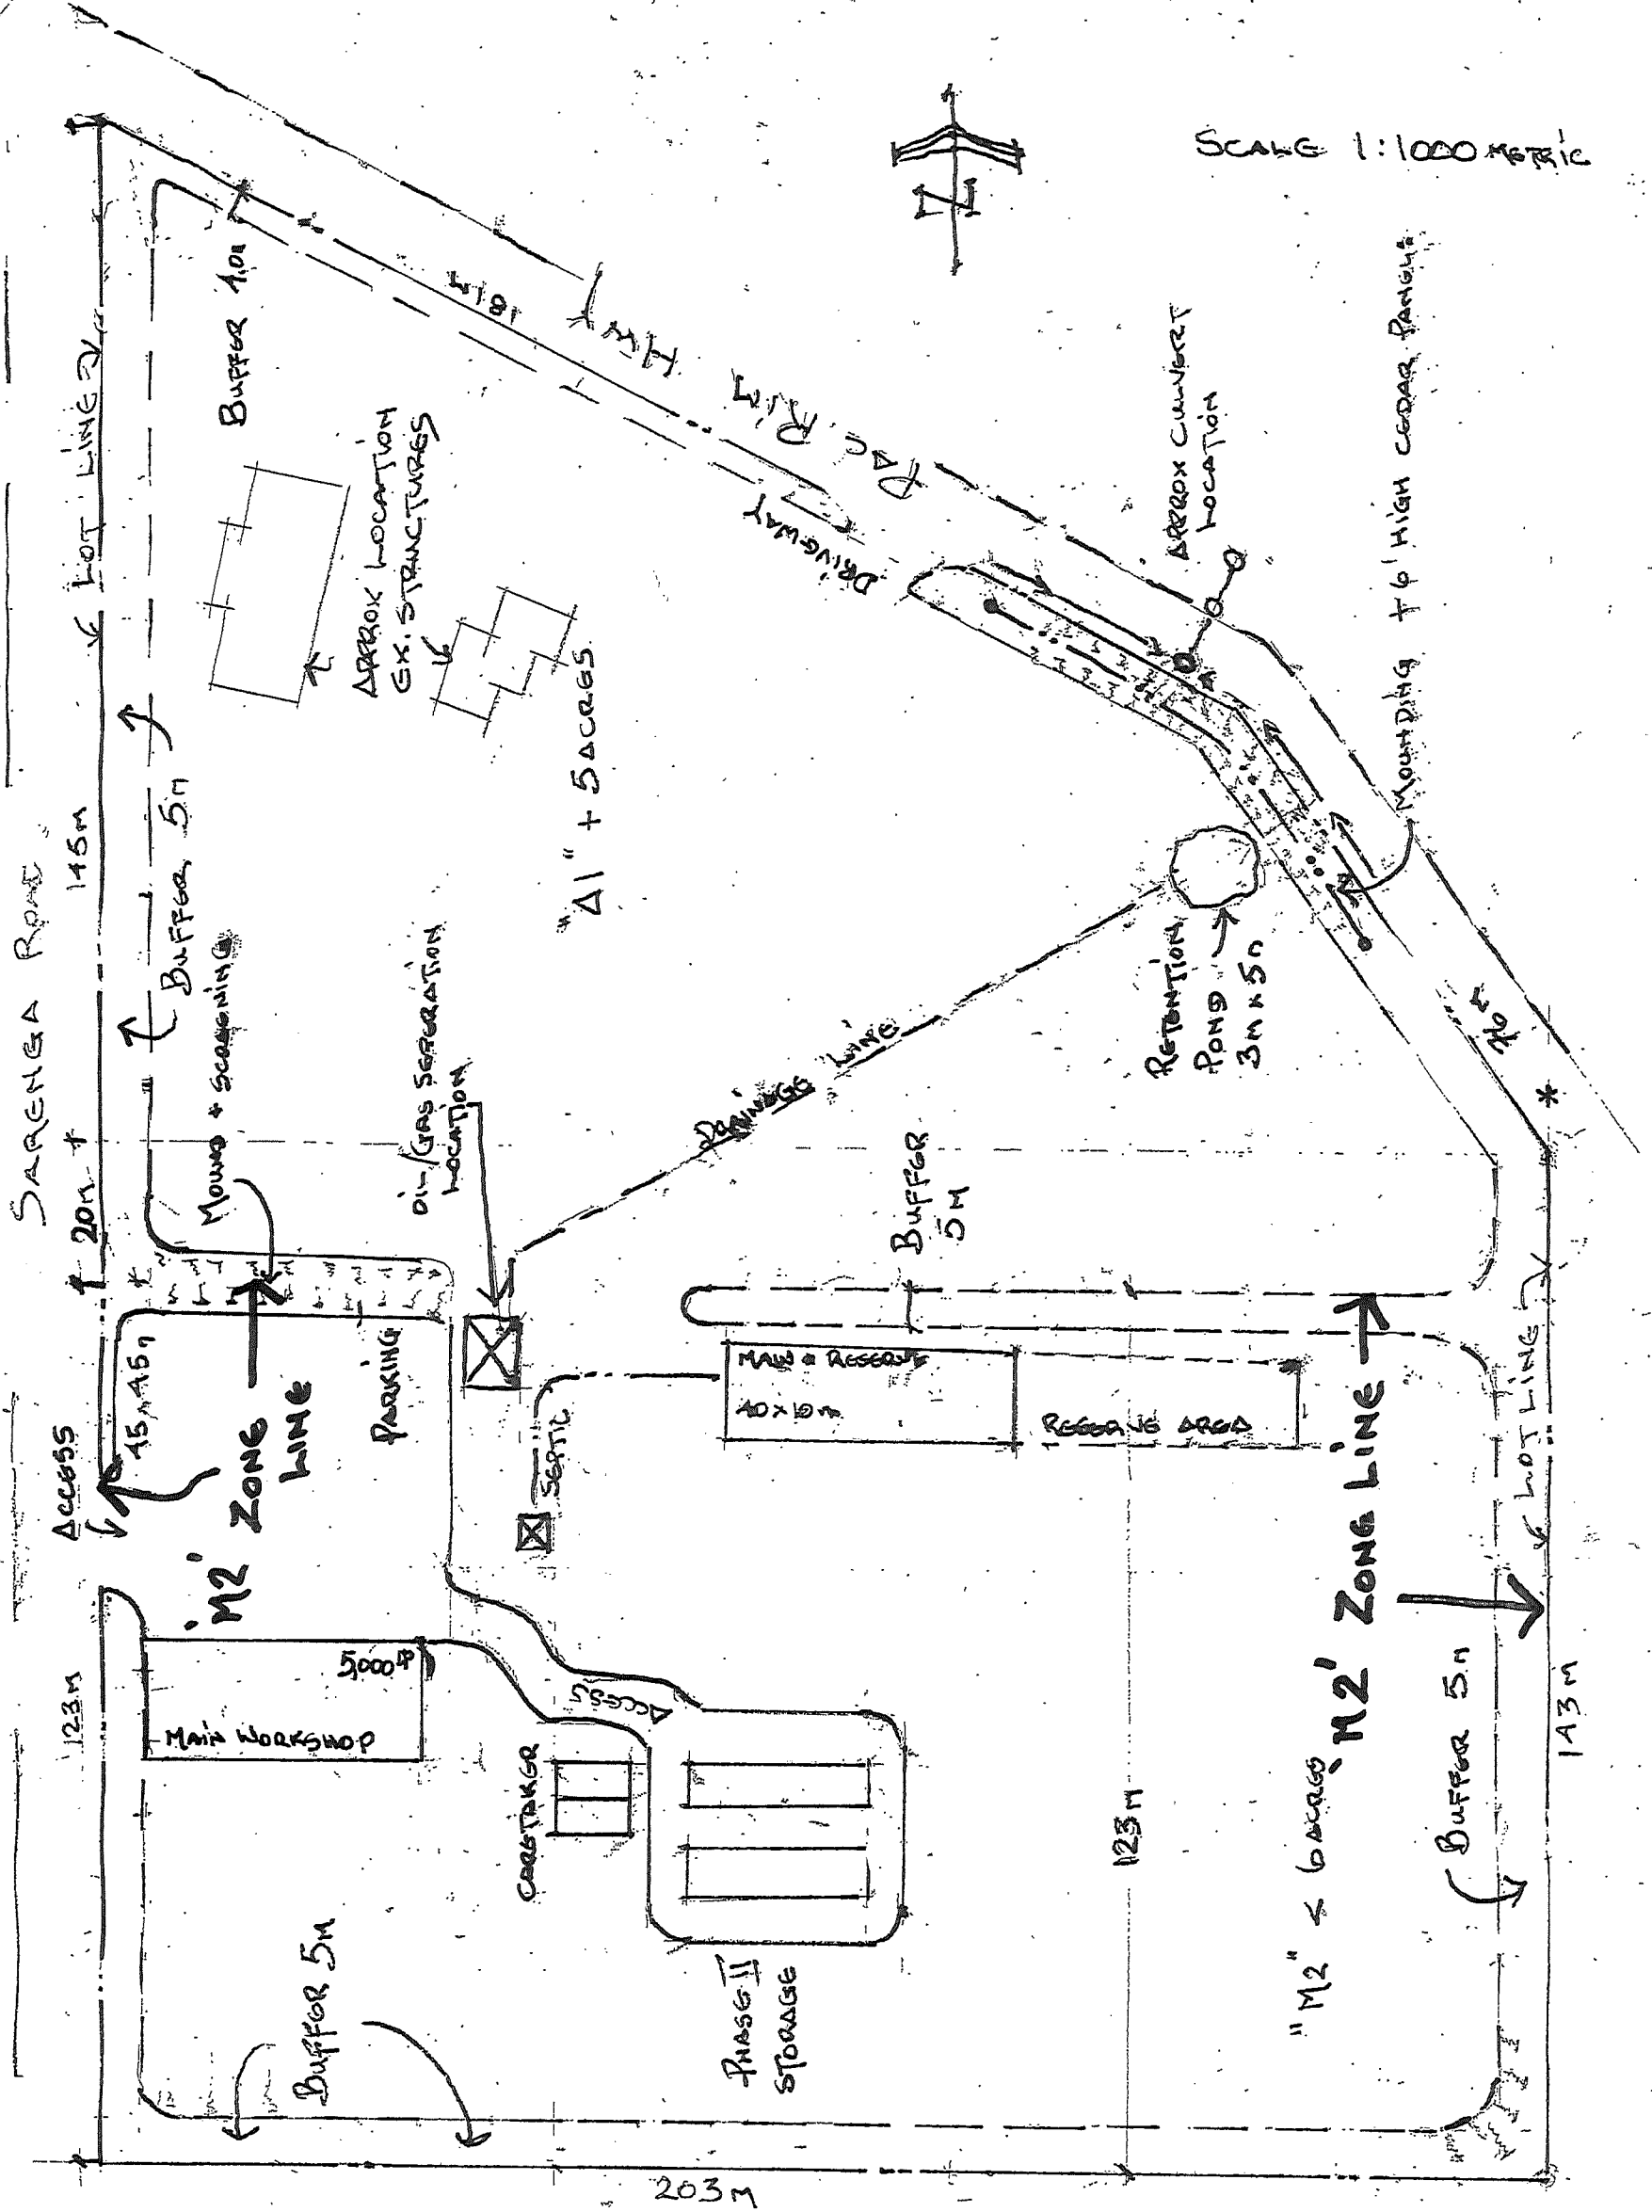 SCALE 1:1000 METRIC
N
SARENGA ROAD
LOT LINE
145M
20M
123M
ACCESS
BUFFER 4.0M
APPROX LOCATION
EX. STRUCTURES
BUFFER 5M
MOUND + SCREENING
"A1" + 5 ACRES
PAC. RIM HWY
DRIVEWAY
APPROX CULVERT
LOCATION
MOUNDING + 6' HIGH CEDAR PANELS
OIL/GAS SEPERATION
LOCATION
DRAINAGE LINE
RETENTION
POND
3M x 5M
45M x 45M
PARKING
'M2' ZONE
LINE
SEPTIC
BUFFER
5M
MAIN & RESERVE
40 x 10M
RESERVE AREA
MAIN WORKSHOP
5,000
ACCESS
CARETAKER
PHASE II
STORAGE
BUFFER 5M
203M
123M
"M2" < 6 ACRES
'M2' ZONE LINE
BUFFER 5M
LOT LINE
143M